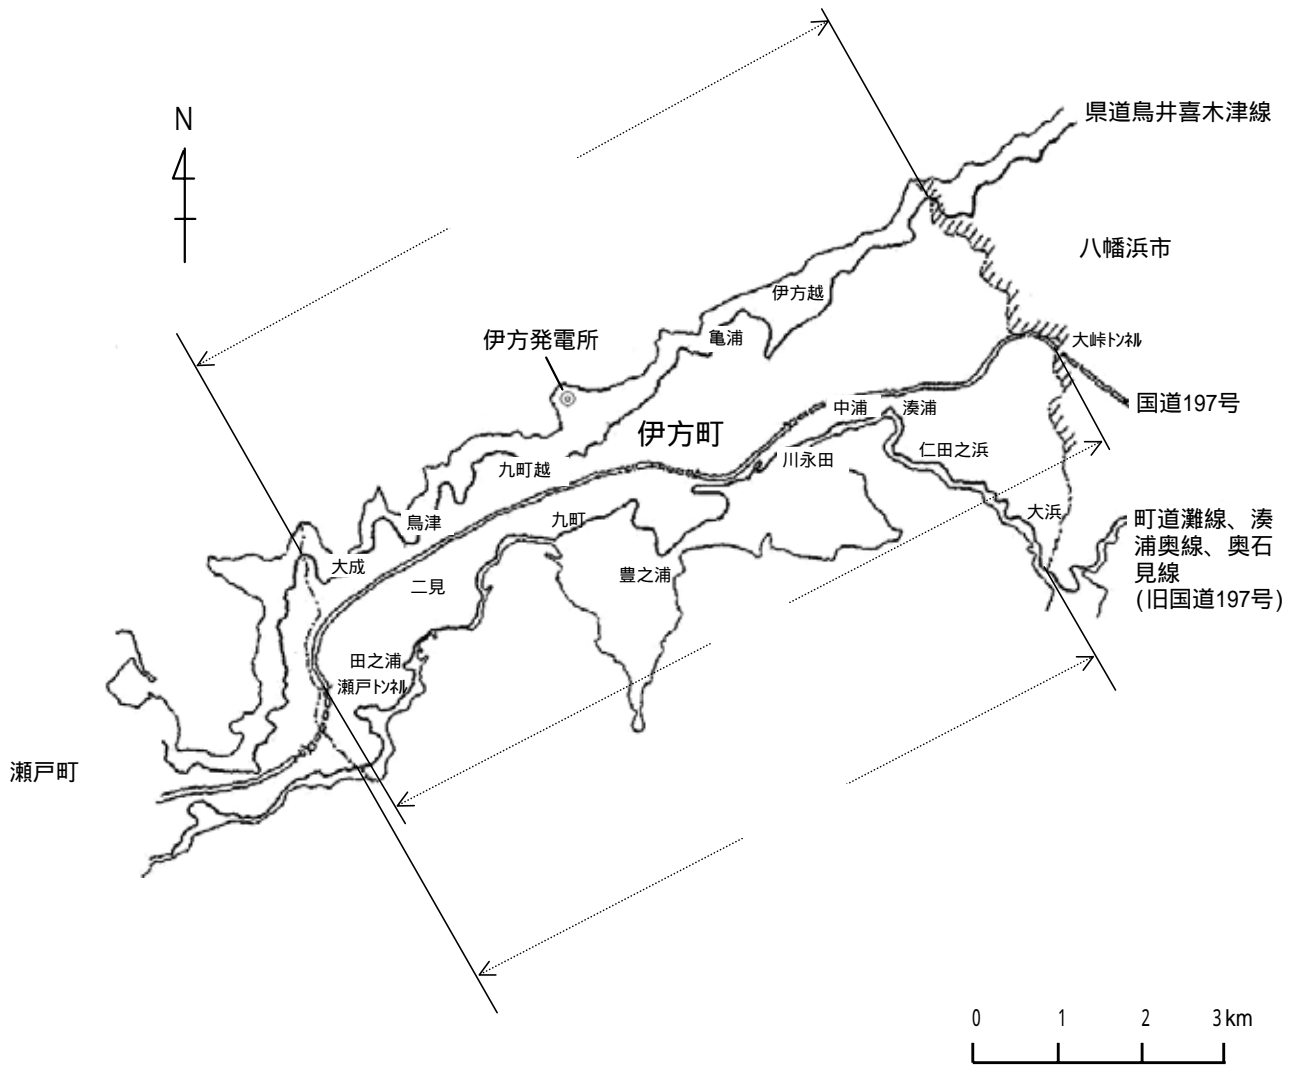 N
県道鳥井喜木津線
八幡浜市
伊方越
伊方発電所
亀浦
大峠ﾄﾝﾈﾙ
国道197号
中浦
湊浦
伊方町
仁田之浜
川永田
九町越
大浜
鳥津
九町
町道灘線、湊
浦奥線、奥石
見線
(旧国道197号)
大成
二見
豊之浦
田之浦
瀬戸ﾄﾝﾈﾙ
瀬戸町
0 1 2 3km